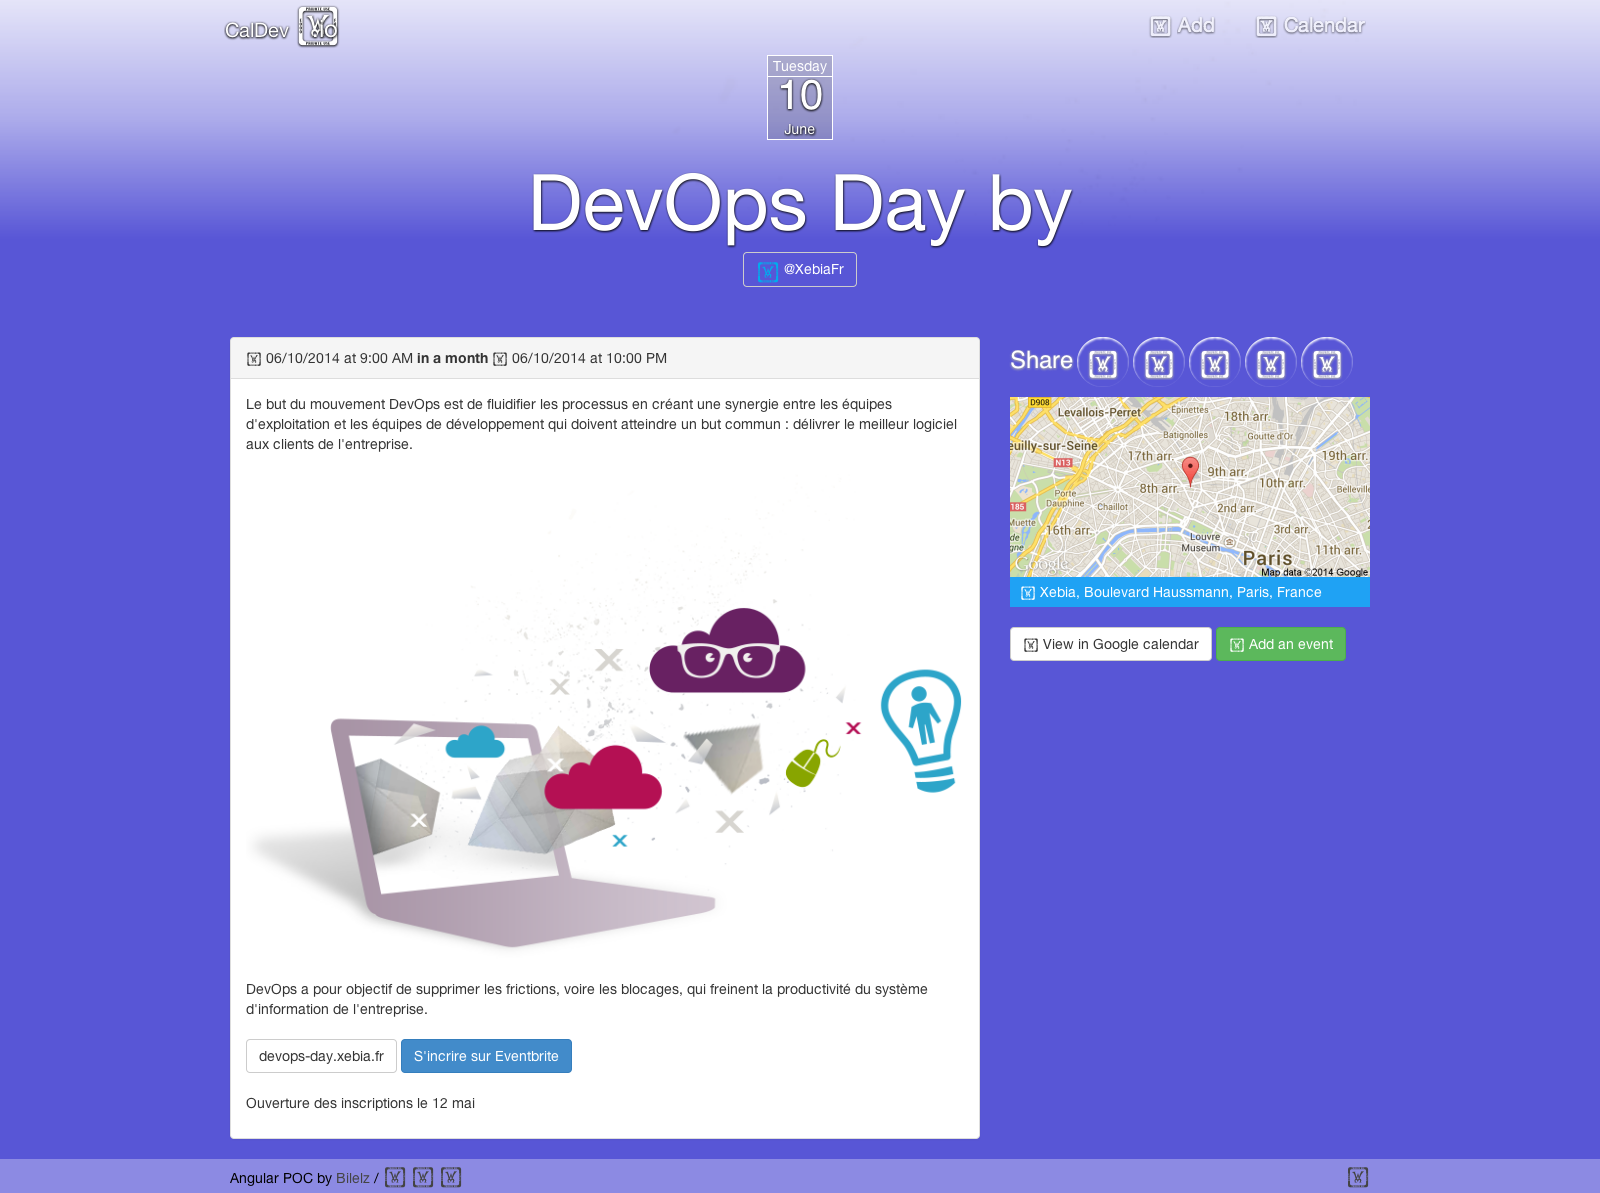 CalDev
Add
Calendar
Tuesday
10
June
DevOps Day by
@XebiaFr
06/10/2014 at 9:00 AM in a month 06/10/2014 at 10:00 PM
Le but du mouvement DevOps est de fluidifier les processus en créant une synergie entre les équipes
d'exploitation et les équipes de développement qui doivent atteindre un but commun : délivrer le meilleur logiciel
aux clients de l'entreprise.
DevOps a pour objectif de supprimer les frictions, voire les blocages, qui freinent la productivité du système
d'information de l'entreprise.
devops-day.xebia.fr
S'incrire sur Eventbrite
Ouverture des inscriptions le 12 mai
Share
D908
Levallois-Perret
Épinettes
18th arr.
Batignolles
Goutte d'Or
euilly-sur-Seine
17th arr.
19th arr.
N13
9th arr.
8th arr.
10th arr.
Porte
Dauphine
Belleville
185
Chaillot
2nd arr.
Muette
16th arr.
3rd arr.
de
gne
Louvre
Museum
11th arr.
Paris
Google
Map data ©2014 Google
Xebia, Boulevard Haussmann, Paris, France
View in Google calendar
Add an event
Angular POC by Bilelz /